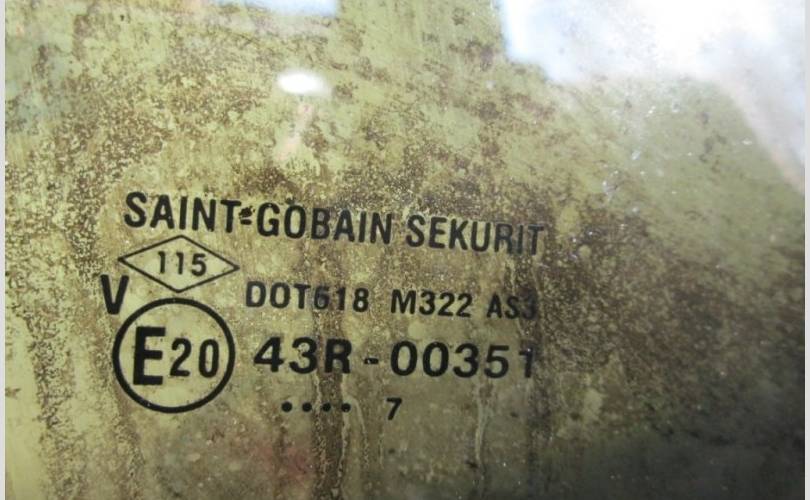 SAINT-GOBAIN SEKURIT
115
V
DOT618 M322 AS3
E20 43R-00351
•••• 7